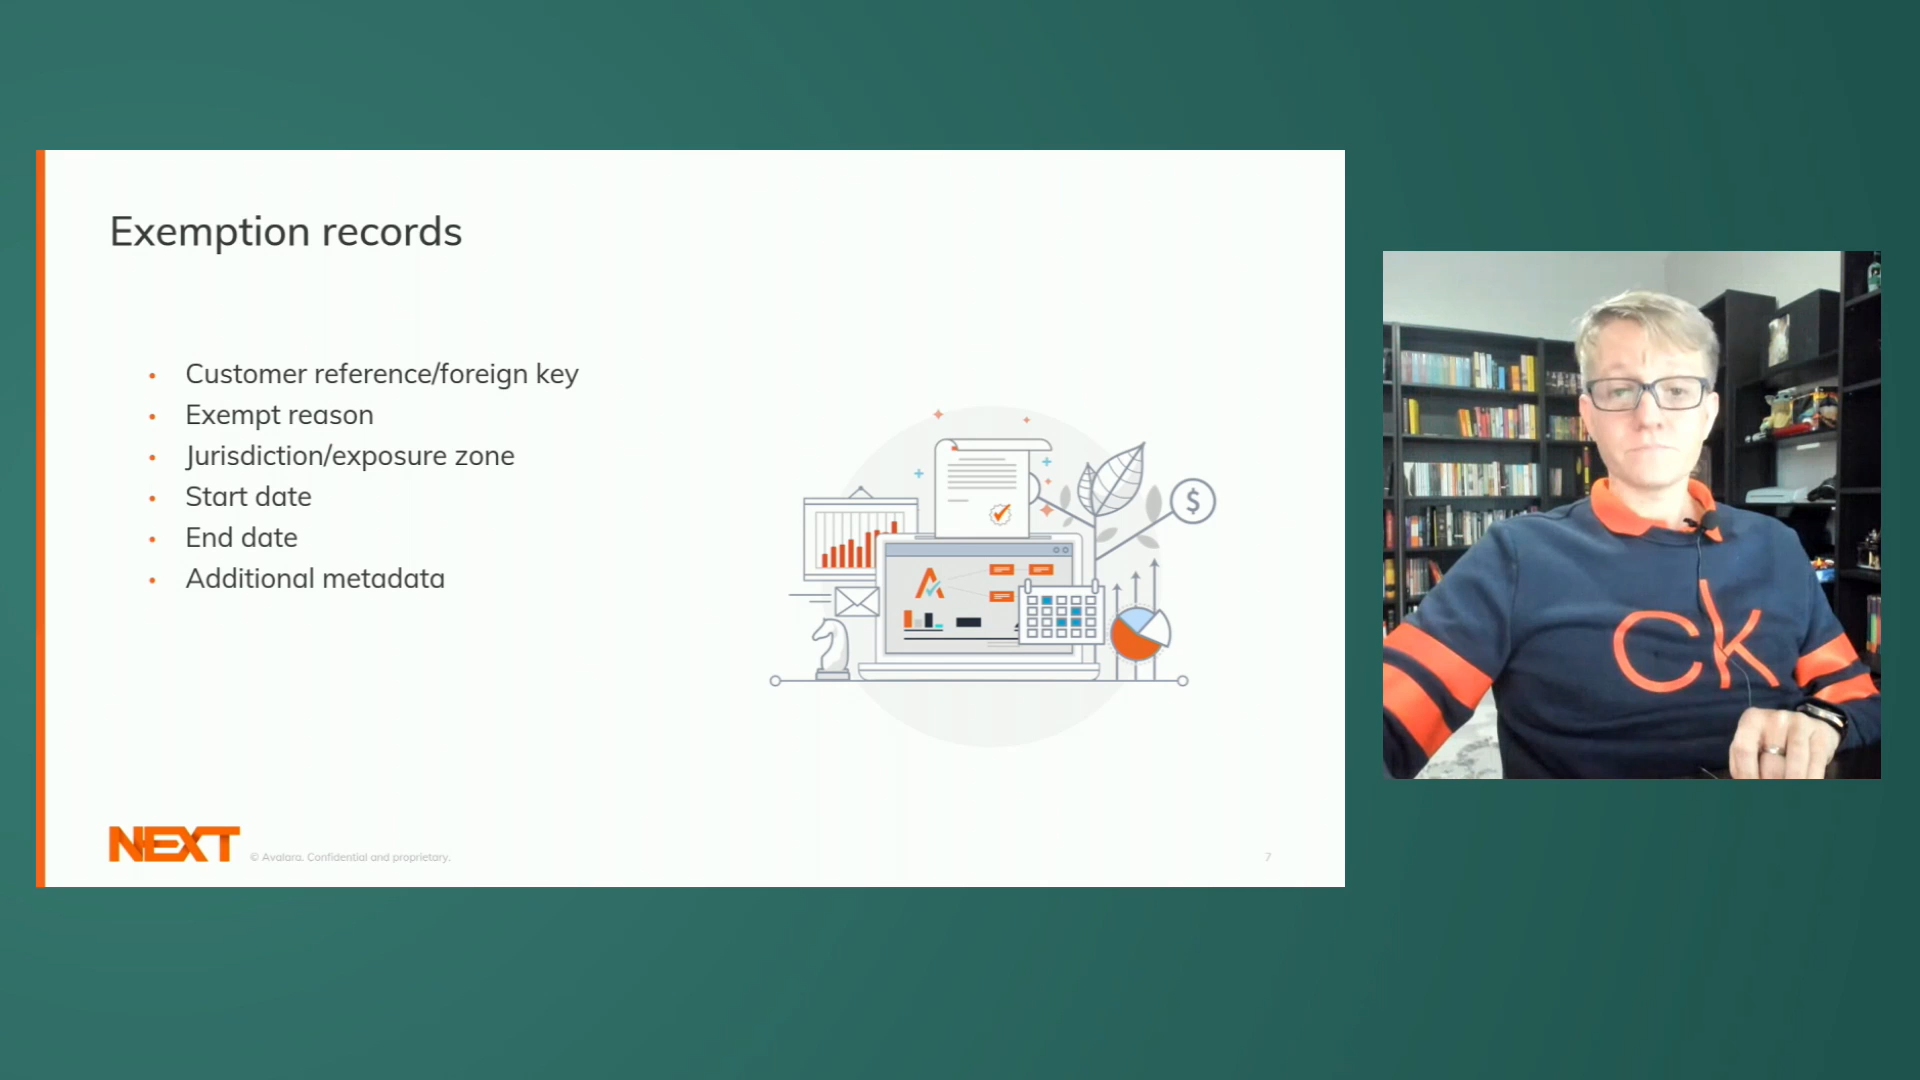 Exemption records
• Customer reference/foreign key
• Exempt reason
• Jurisdiction/exposure zone
• Start date
• End date
• Additional metadata
$
NEXT
© Avalara. Confidential and proprietary.
7
ck